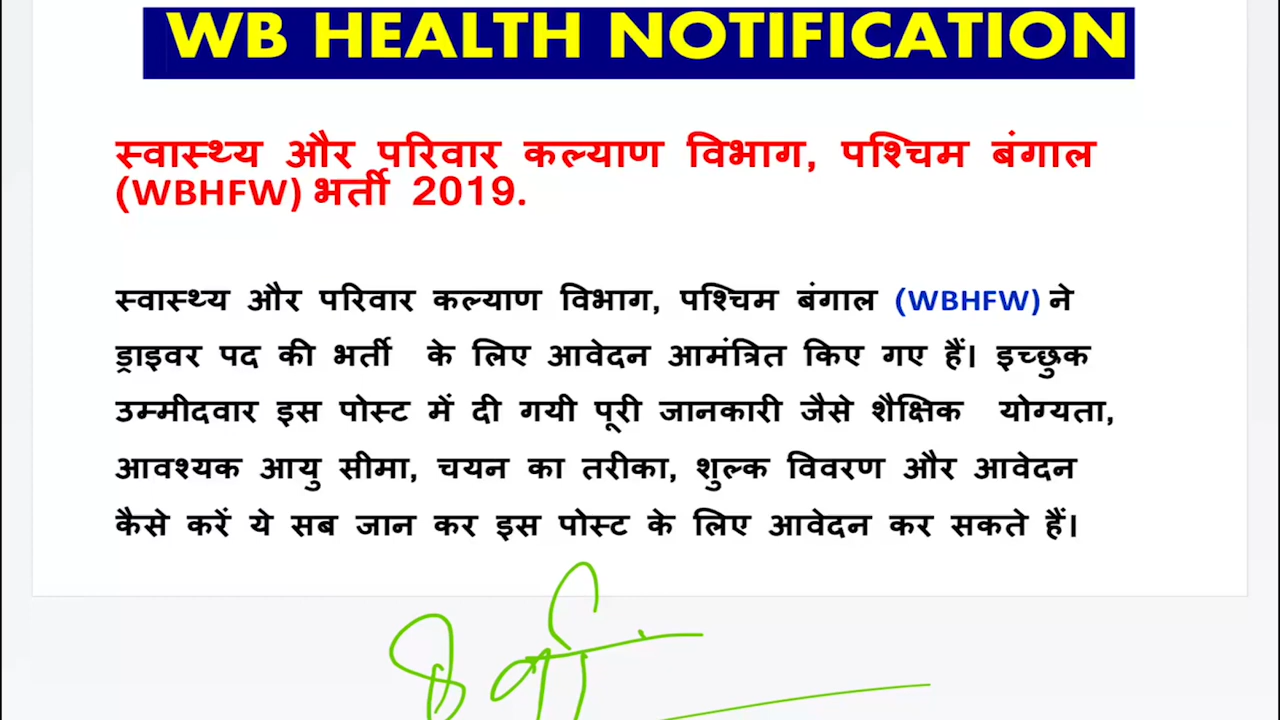 WB HEALTH NOTIFICATION
स्वास्थ्य और परिवार कल्याण विभाग, पश्चिम बंगाल
(WBHFW) भर्ती 2019.
स्वास्थ्य और परिवार कल्याण विभाग, पश्चिम बंगाल (WBHFW) ने
ड्राइवर पद की भर्ती के लिए आवेदन आमंत्रित किए गए हैं। इच्छुक
उम्मीदवार इस पोस्ट में दी गयी पूरी जानकारी जैसे शैक्षिक योग्यता,
आवश्यक आयु सीमा, चयन का तरीका, शुल्क विवरण और आवेदन
कैसे करें ये सब जान कर इस पोस्ट के लिए आवेदन कर सकते हैं।